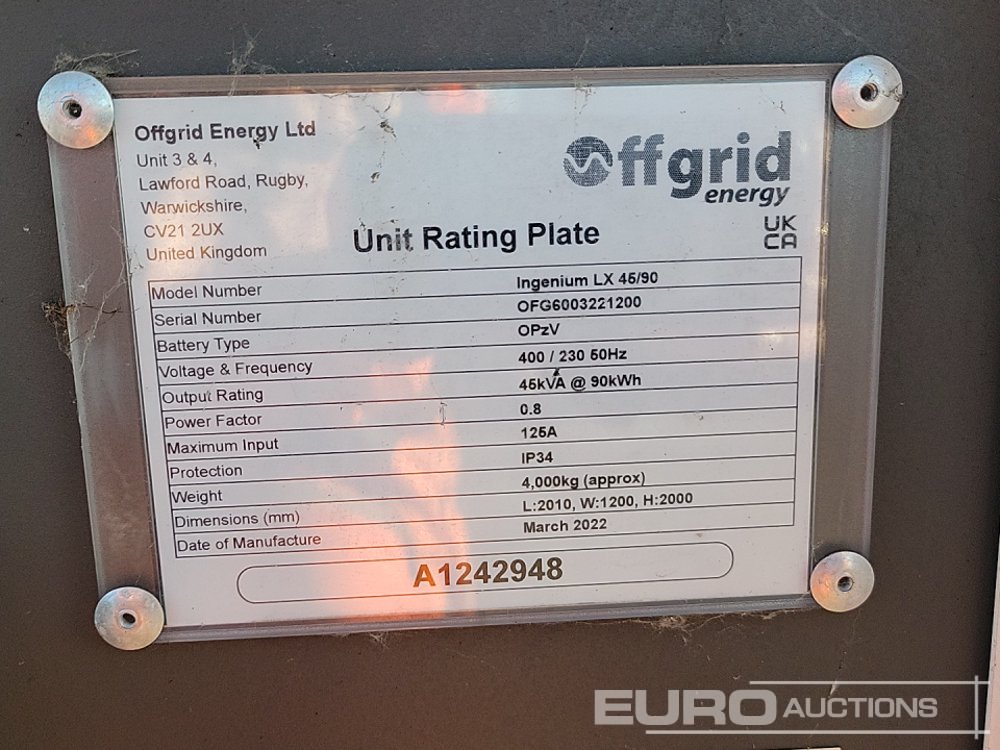 Offgrid Energy Ltd
Unit 3 & 4,
Lawford Road, Rugby,
Warwickshire,
CV21 2UX
United Kingdom
Offgrid
energy
UK
CA
Unit Rating Plate
Model Number Ingenium LX 45/90
Serial Number OFG6003221200
Battery Type OPzV
Voltage & Frequency 400 / 230 50Hz
Output Rating 45kVA @ 90kWh
Power Factor 0.8
Maximum Input 125A
Protection IP34
Weight 4,000kg (approx)
Dimensions (mm) L:2010, W:1200, H:2000
Date of Manufacture March 2022
A1242948
EURO AUCTIONS